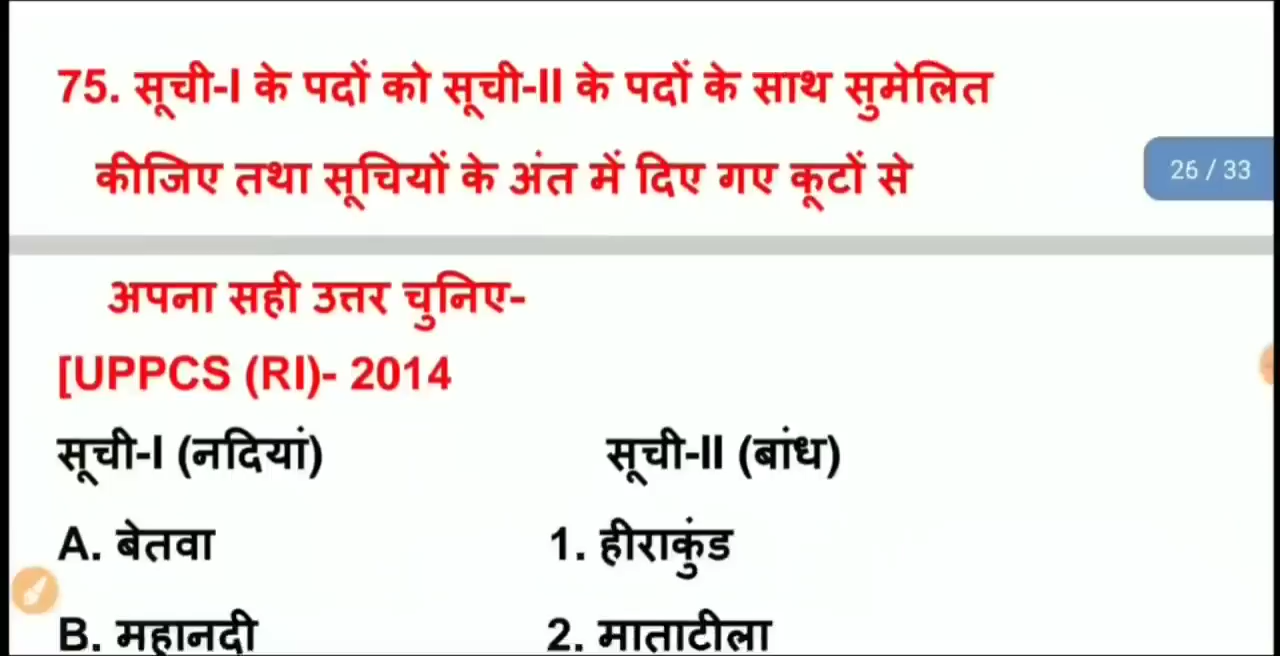 75. सूची-I के पदों को सूची-II के पदों के साथ सुमेलित
कीजिए तथा सूचियों के अंत में दिए गए कूटों से
26 / 33
अपना सही उत्तर चुनिए-
[UPPCS (RI)- 2014
सूची-I (नदियां) सूची-II (बांध)
A. बेतवा 1. हीराकुंड
B. महानदी 2. माताटीला